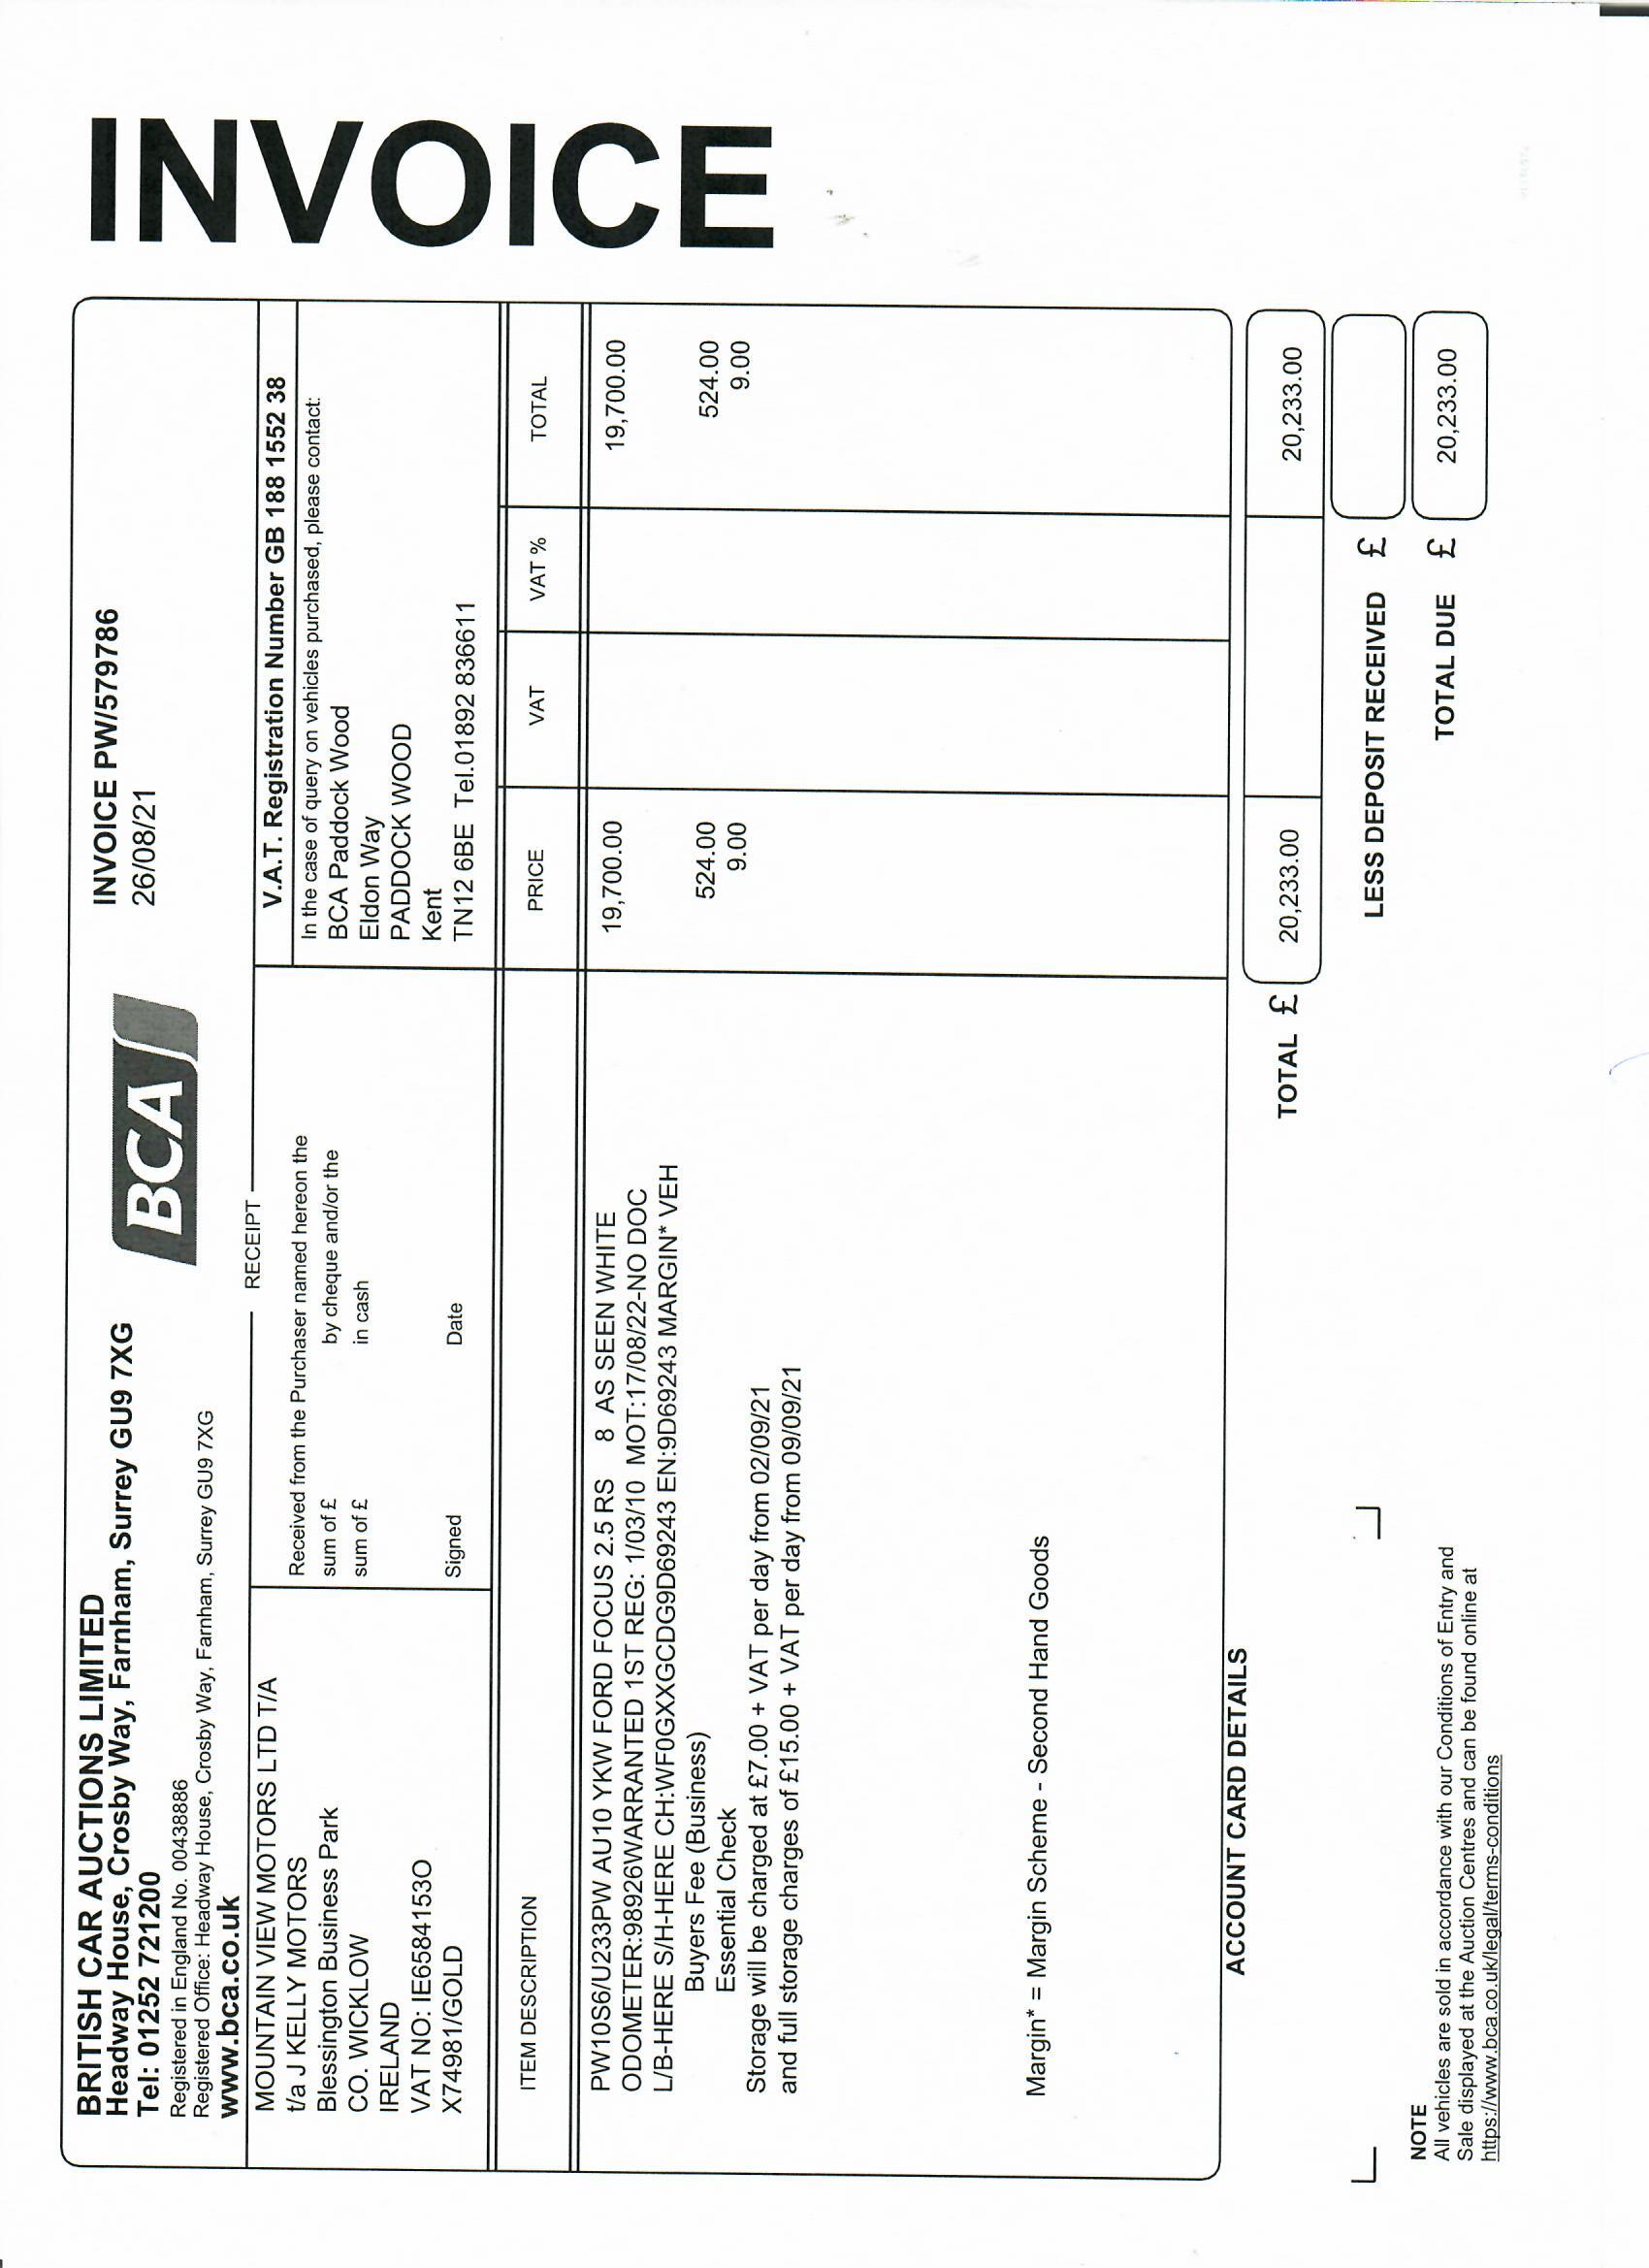 BRITISH CAR AUCTIONS LIMITED
Headway House, Crosby Way, Farnham, Surrey GU9 7XG
Tel: 01252 721200
Registered in England No. 00438886
Registered Office: Headway House, Crosby Way, Farnham, Surrey GU9 7XG
www.bca.co.uk
BCA
INVOICE PW/579786
26/08/21
INVOICE
MOUNTAIN VIEW MOTORS LTD T/A
t/a J KELLY MOTORS
Blessington Business Park
CO. WICKLOW
IRELAND
VAT NO: IE6584153O
X74981/GOLD
RECEIPT
Received from the Purchaser named hereon the
sum of £ by cheque and/or the
sum of £ in cash
Signed Date
V.A.T. Registration Number GB 188 1552 38
In the case of query on vehicles purchased, please contact:
BCA Paddock Wood
Eldon Way
PADDOCK WOOD
Kent
TN12 6BE Tel.01892 836611
ITEM DESCRIPTION PRICE VAT VAT % TOTAL
PW10S6/U233PW AU10 YKW FORD FOCUS 2.5 RS 8 AS SEEN WHITE 19,700.00 19,700.00
ODOMETER:98926WARRANTED 1ST REG: 1/03/10 MOT:17/08/22-NO DOC
L/B-HERE S/H-HERE CH:WF0GXXGCDG9D69243 EN:9D69243 MARGIN* VEH
Buyers Fee (Business) 524.00 524.00
Essential Check 9.00 9.00
Storage will be charged at £7.00 + VAT per day from 02/09/21
and full storage charges of £15.00 + VAT per day from 09/09/21
Margin* = Margin Scheme - Second Hand Goods
ACCOUNT CARD DETAILS
TOTAL £ 20,233.00 20,233.00
LESS DEPOSIT RECEIVED £
TOTAL DUE £ 20,233.00
NOTE
All vehicles are sold in accordance with our Conditions of Entry and
Sale displayed at the Auction Centres and can be found online at
https://www.bca.co.uk/legal/terms-conditions